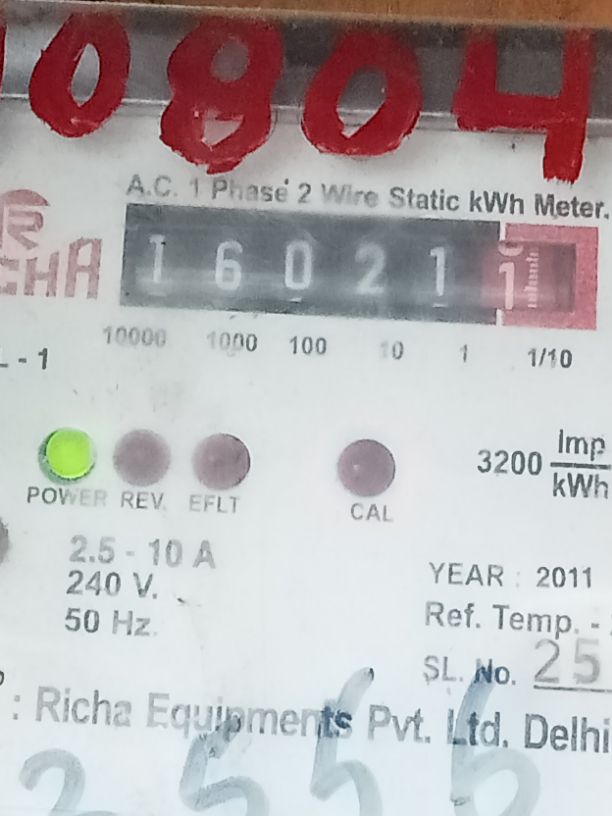 0804
A.C. 1 Phase 2 Wire Static kWh Meter.
1 6 0 2 1 1
10000 1000 100 10 1 1/10
- 1
3200 Imp/kWh
POWER REV. EFLT CAL
2.5 - 10 A
240 V.
50 Hz.
YEAR : 2011
Ref. Temp. -
SL. No. 25
: Richa Equipments Pvt. Ltd. Delhi
2556